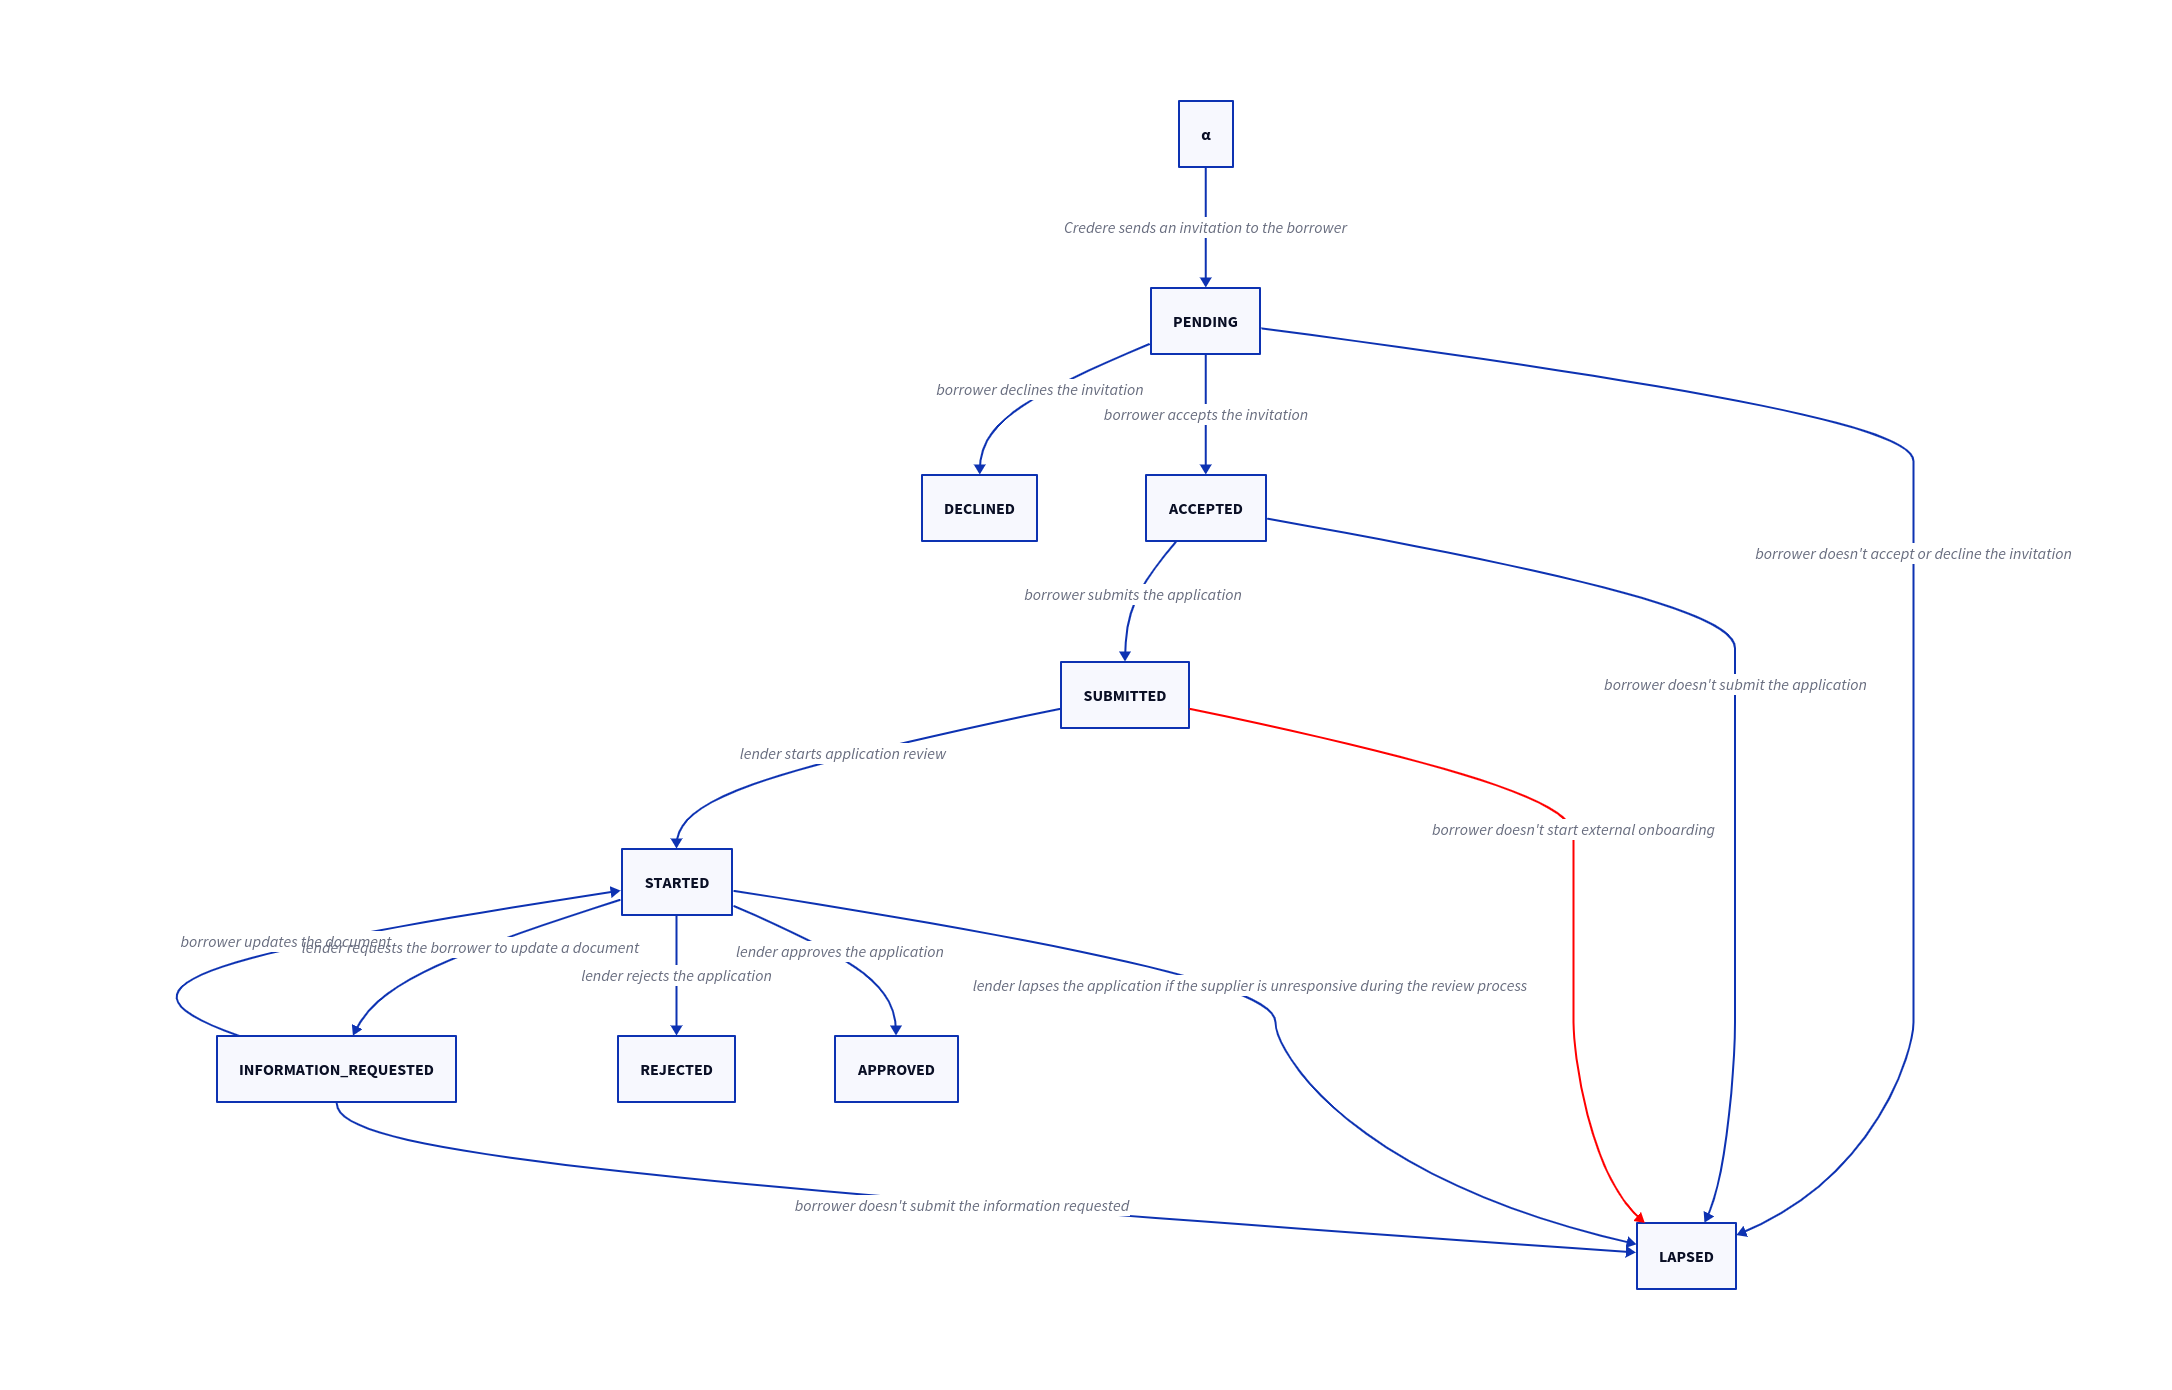 α
Credere sends an invitation to the borrower
PENDING
borrower declines the invitation
borrower accepts the invitation
DECLINED
ACCEPTED
borrower doesn't accept or decline the invitation
borrower submits the application
borrower doesn't submit the application
SUBMITTED
lender starts application review
borrower doesn't start external onboarding
STARTED
borrower updates the document
lender requests the borrower to update a document
lender approves the application
lender rejects the application
lender lapses the application if the supplier is unresponsive during the review process
INFORMATION_REQUESTED
REJECTED
APPROVED
borrower doesn't submit the information requested
LAPSED